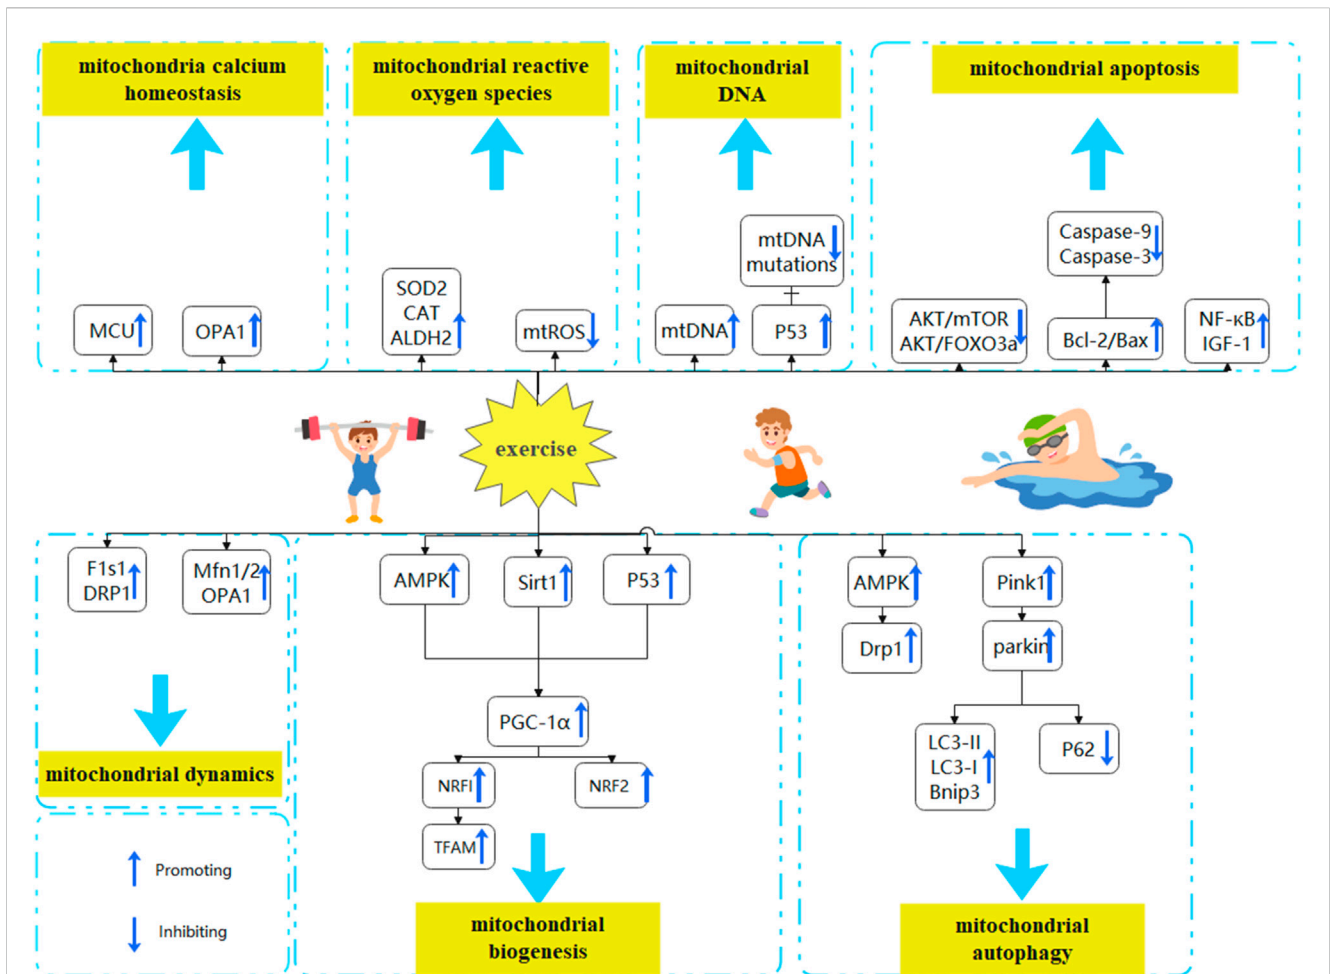 mitochondria calcium
homeostasis
mitochondrial reactive
oxygen species
mitochondrial
DNA
mitochondrial apoptosis
MCU
OPA1
SOD2
CAT
ALDH2
mtROS
mtDNA
mtDNA
mutations
P53
AKT/mTOR
AKT/FOXO3a
Caspase-9
Caspase-3
Bcl-2/Bax
NF-κB
IGF-1
exercise
F1s1
DRP1
Mfn1/2
OPA1
mitochondrial dynamics
Promoting
Inhibiting
AMPK
Sirt1
P53
PGC-1α
NRFI
NRF2
TFAM
mitochondrial
biogenesis
AMPK
Drp1
Pink1
parkin
LC3-II
LC3-I
Bnip3
P62
mitochondrial
autophagy